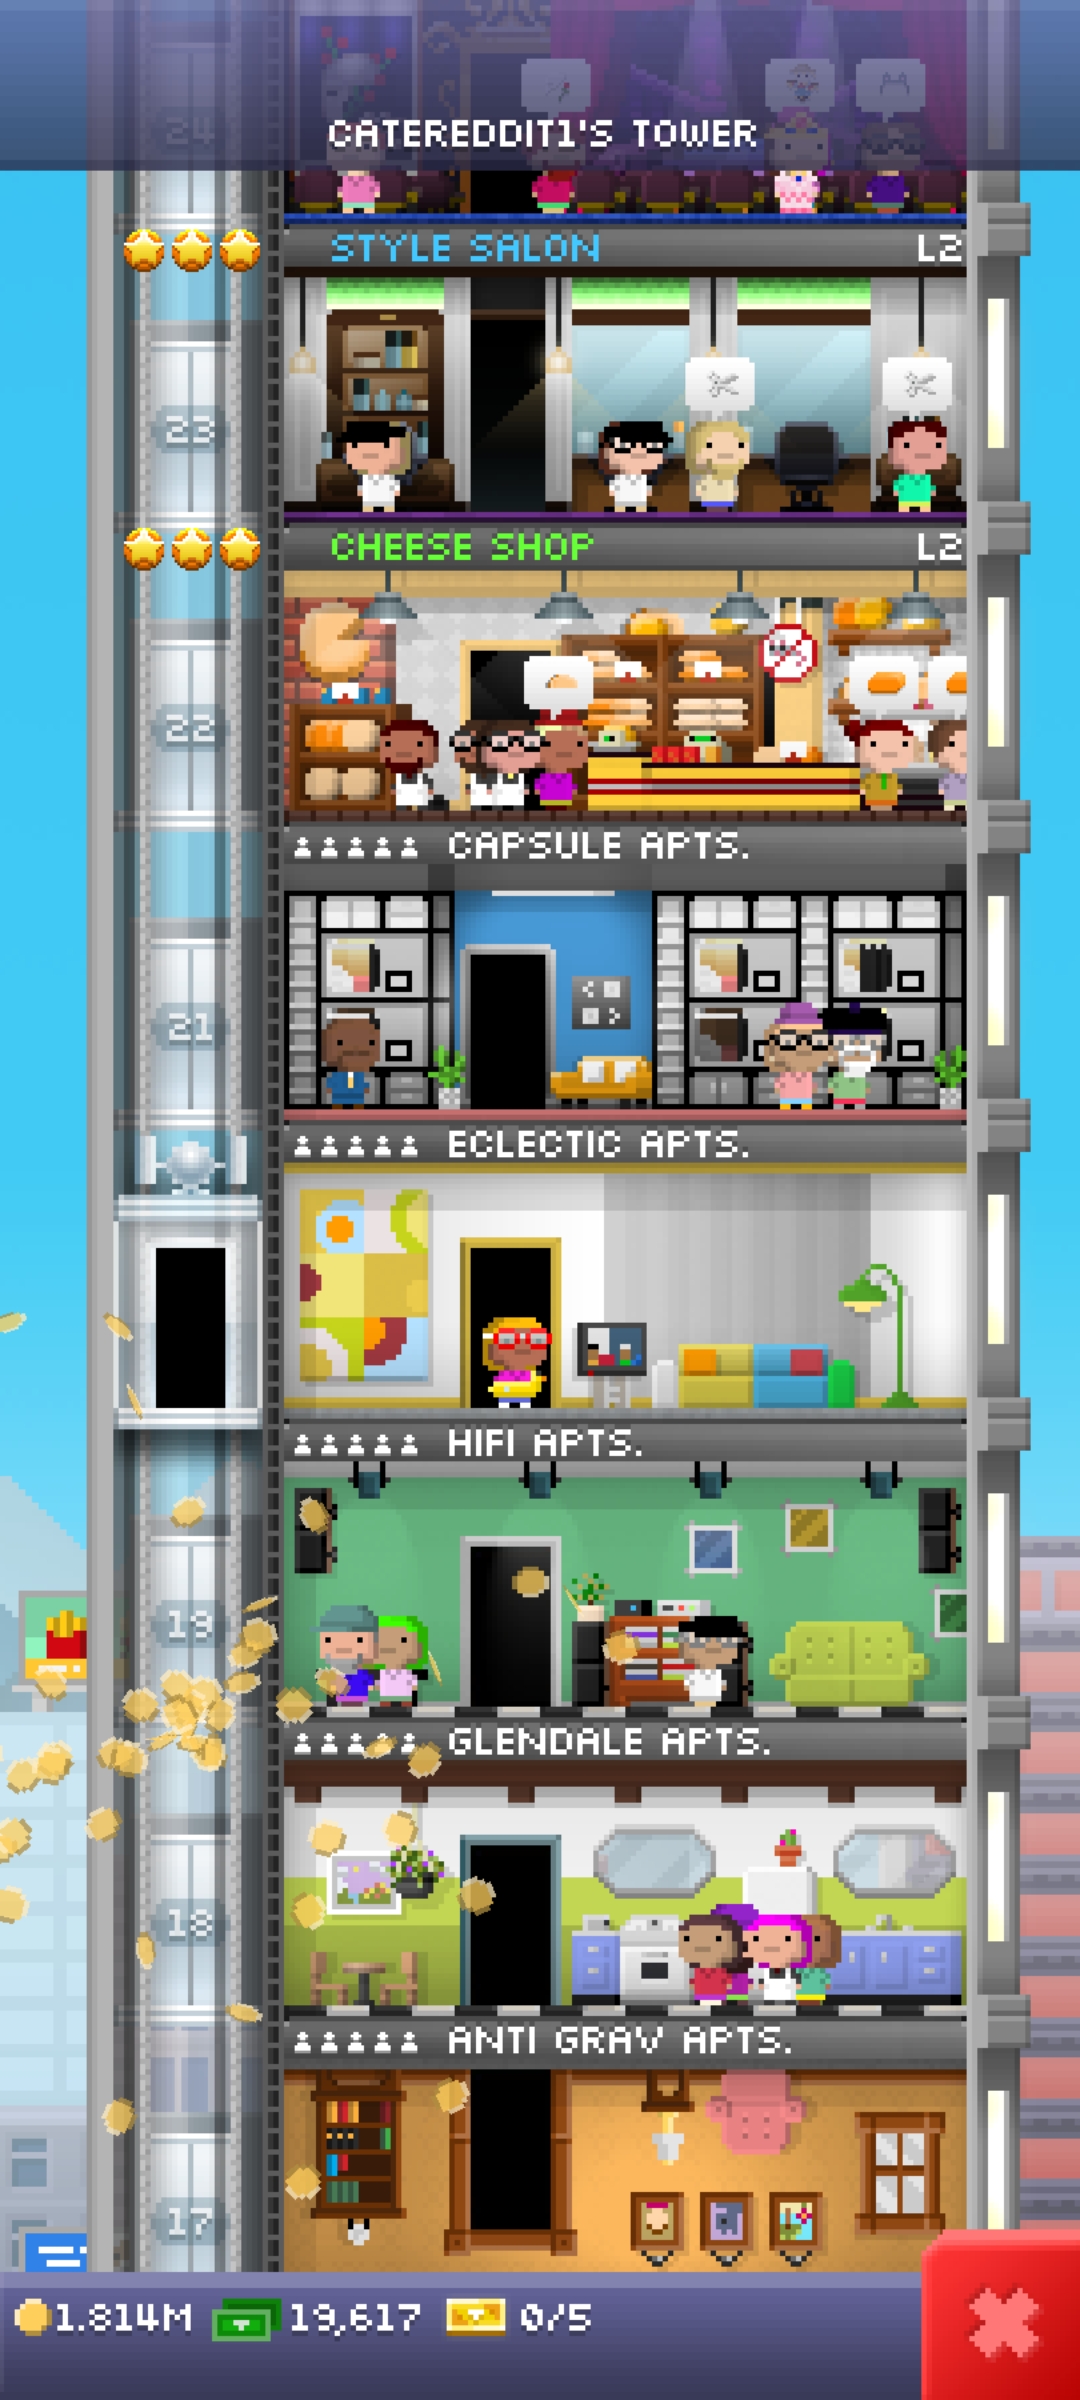 24
CATEREDDIT1'S TOWER
STYLE SALON L2
23
CHEESE SHOP L2
22
CAPSULE APTS.
21
ECLECTIC APTS.
HIFI APTS.
19
GLENDALE APTS.
18
ANTI GRAV APTS.
17
1.814M 19,617 0/5